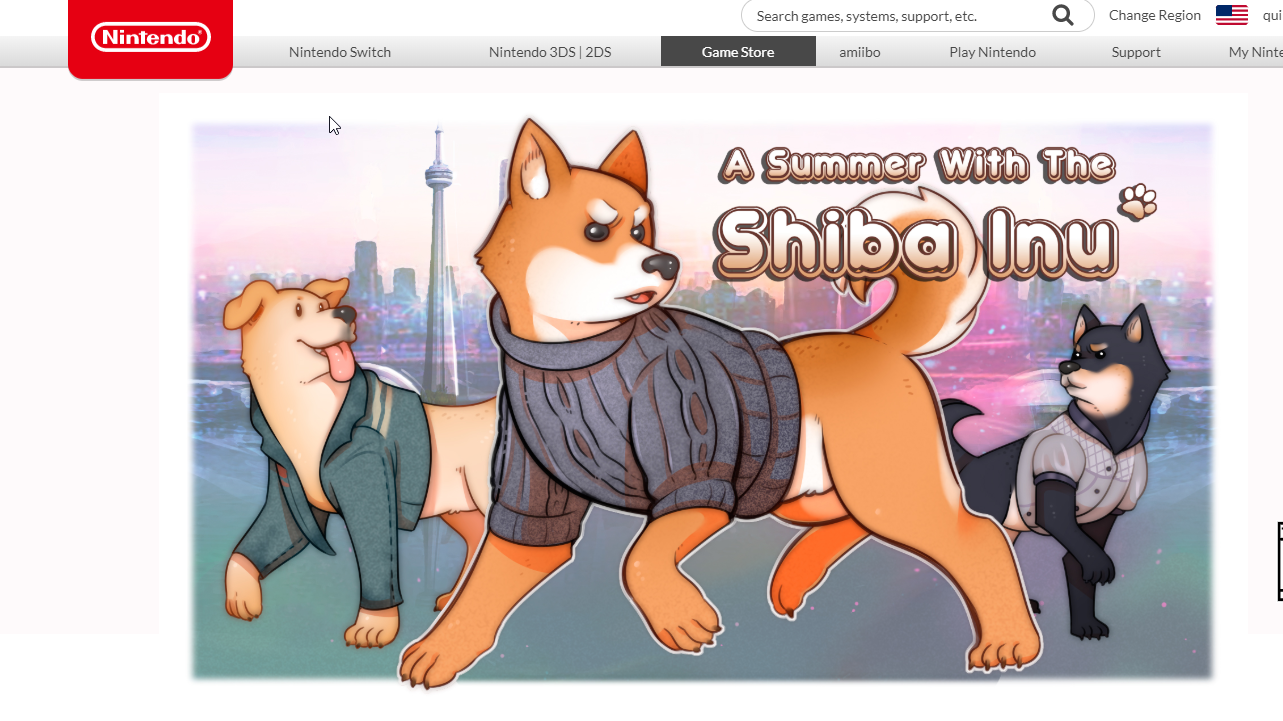 Nintendo
Search games, systems, support, etc.
Change Region
Nintendo Switch
Nintendo 3DS | 2DS
Game Store
amiibo
Play Nintendo
Support
A Summer With The
Shiba Inu